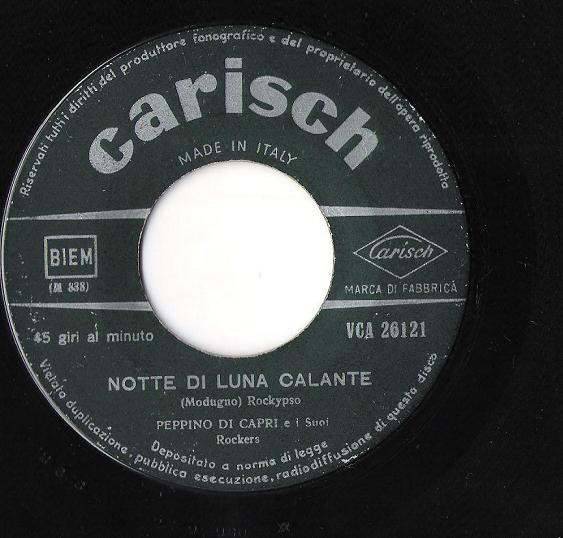 Riservati tutti i diritti del produttore fonografico e del proprietario dell'opera riprodotta
carisch
MADE IN ITALY
BIEM
(M 838)
Carisch
MARCA DI FABBRICA
45 giri al minuto
VCA 26121
NOTTE DI LUNA CALANTE
(Modugno) Rockypso
PEPPINO DI CAPRI e i Suoi
Rockers
Depositato a norma di legge
Vietata duplicazione, pubblica esecuzione, radiodiffusione di questo disco